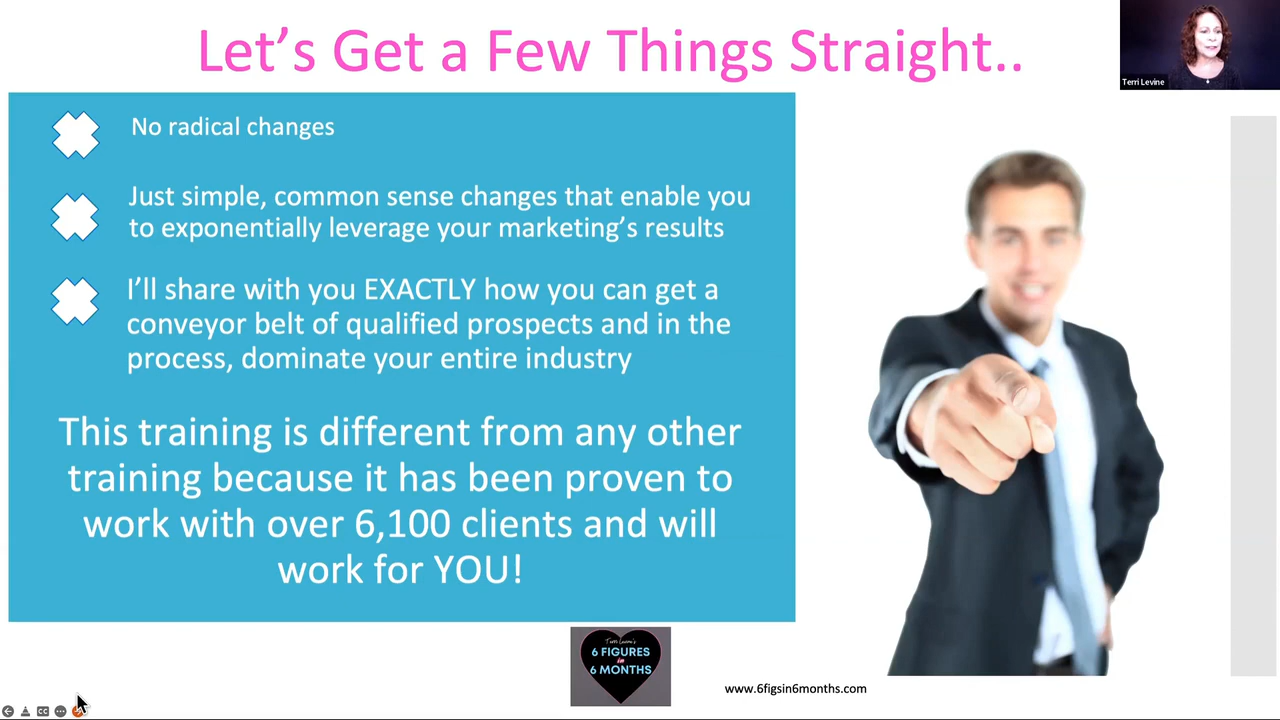 Let's Get a Few Things Straight..
Terri Levine
No radical changes
Just simple, common sense changes that enable you
to exponentially leverage your marketing's results
I'll share with you EXACTLY how you can get a
conveyor belt of qualified prospects and in the
process, dominate your entire industry
This training is different from any other
training because it has been proven to
work with over 6,100 clients and will
work for YOU!
Terri Levine's
6 FIGURES
in
6 MONTHS
www.6figsin6months.com
CC